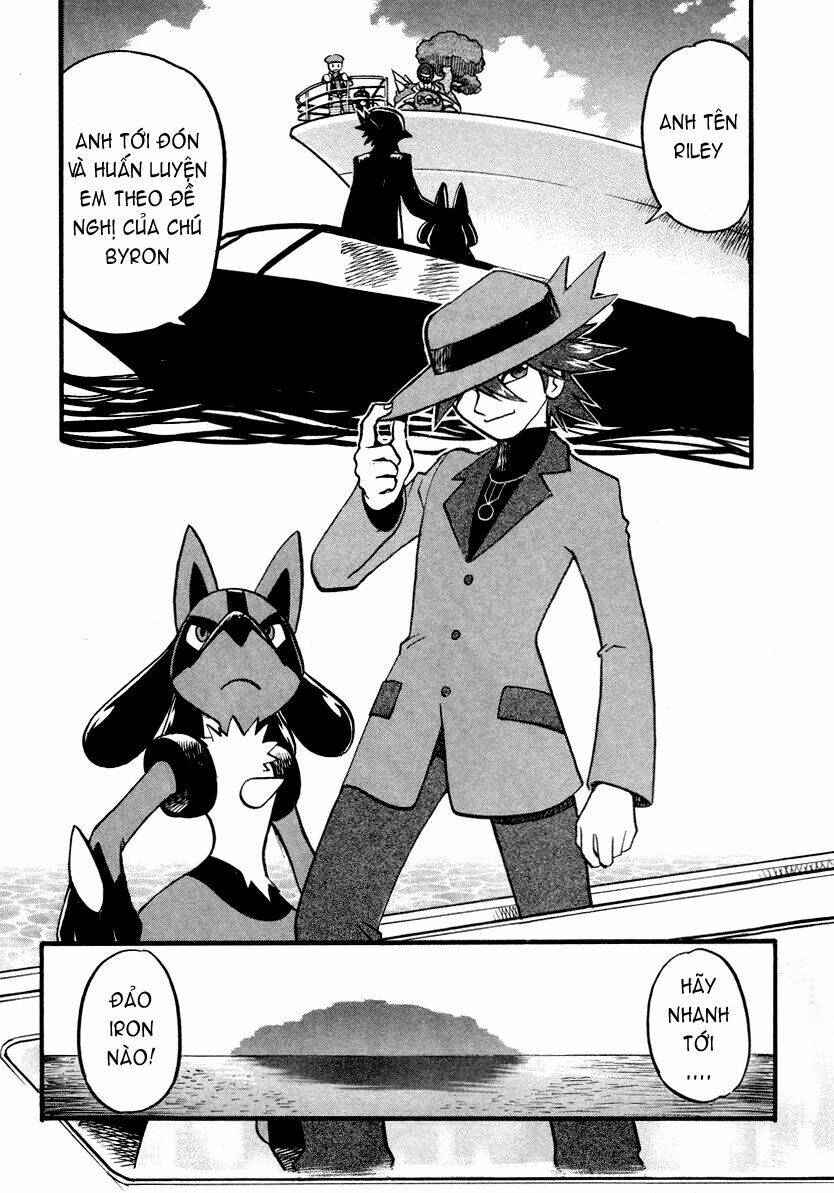 ANH TÊN
RILEY
ANH TỚI ĐÓN
VÀ HUẤN LUYỆN
EM THEO ĐỀ
NGHỊ CỦA CHÚ
BYRON
HÃY
NHANH
TỚI
....
ĐẢO
IRON
NÀO!